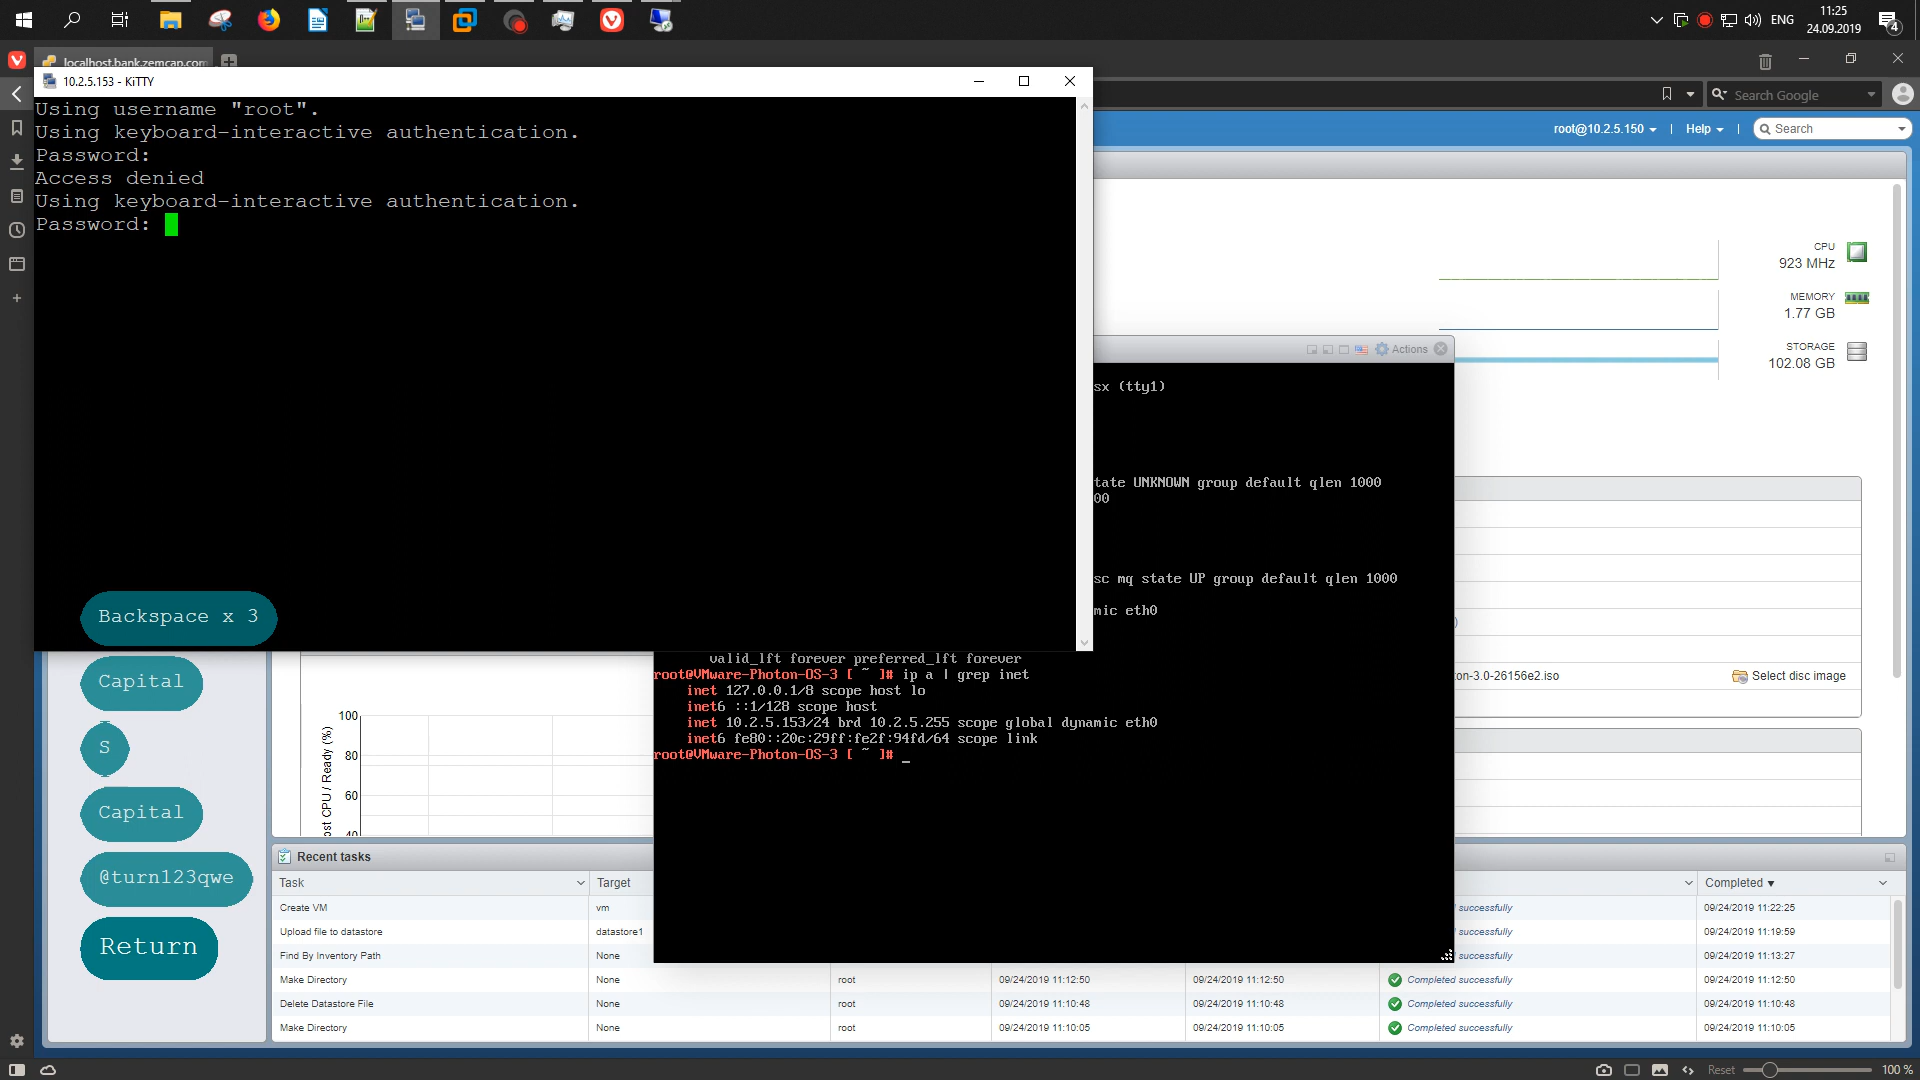 ENG
11:25
24.09.2019
4
localhost.bank.zemcap.com
10.2.5.153 - KiTTY
Search Google
Using username "root".
Using keyboard-interactive authentication.
Password:
Access denied
Using keyboard-interactive authentication.
Password:
root@10.2.5.150
|
Help
|
Search
CPU
923 MHz
MEMORY
1.77 GB
STORAGE
102.08 GB
Actions
sx (tty1)
tate UNKNOWN group default qlen 1000
00
sc mq state UP group default qlen 1000
mic eth0
valid_lft forever preferred_lft forever
root@VMware-Photon-OS-3 [ ~ ]# ip a | grep inet
inet 127.0.0.1/8 scope host lo
inet6 ::1/128 scope host
inet 10.2.5.153/24 brd 10.2.5.255 scope global dynamic eth0
inet6 fe80::20c:29ff:fe2f:94fd/64 scope link
root@VMware-Photon-OS-3 [ ~ ]# _
on-3.0-26156e2.iso
Select disc image
Backspace x 3
Capital
S
Capital
@turn123qwe
Return
ost CPU / Ready (%)
100
80
60
40
Recent tasks
Task Target Completed ▼
Create VM vm successfully 09/24/2019 11:22:25
Upload file to datastore datastore1 successfully 09/24/2019 11:19:59
Find By Inventory Path None successfully 09/24/2019 11:13:27
Make Directory None root 09/24/2019 11:12:50 09/24/2019 11:12:50 Completed successfully 09/24/2019 11:12:50
Delete Datastore File None root 09/24/2019 11:10:48 09/24/2019 11:10:48 Completed successfully 09/24/2019 11:10:48
Make Directory None root 09/24/2019 11:10:05 09/24/2019 11:10:05 Completed successfully 09/24/2019 11:10:05
Reset
100 %